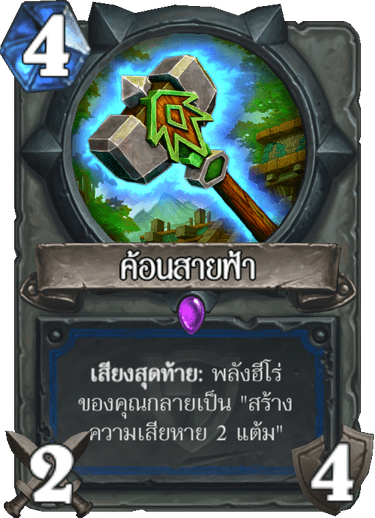 4
ค้อนสายฟ้า
เสียงสุดท้าย: พลังฮีโร่
ของคุณกลายเป็น "สร้าง
ความเสียหาย 2 แต้ม"
2
4